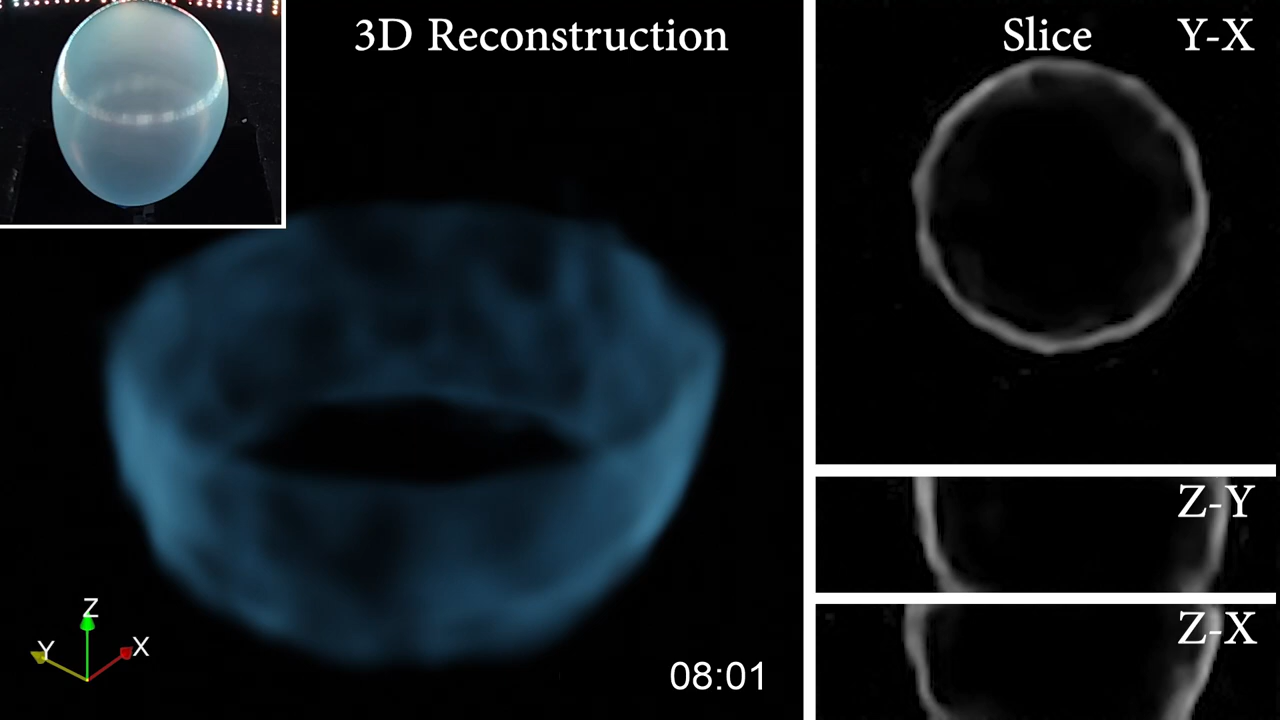 3D Reconstruction
Slice
Y-X
Z-Y
Z-X
Z
Y
X
08:01